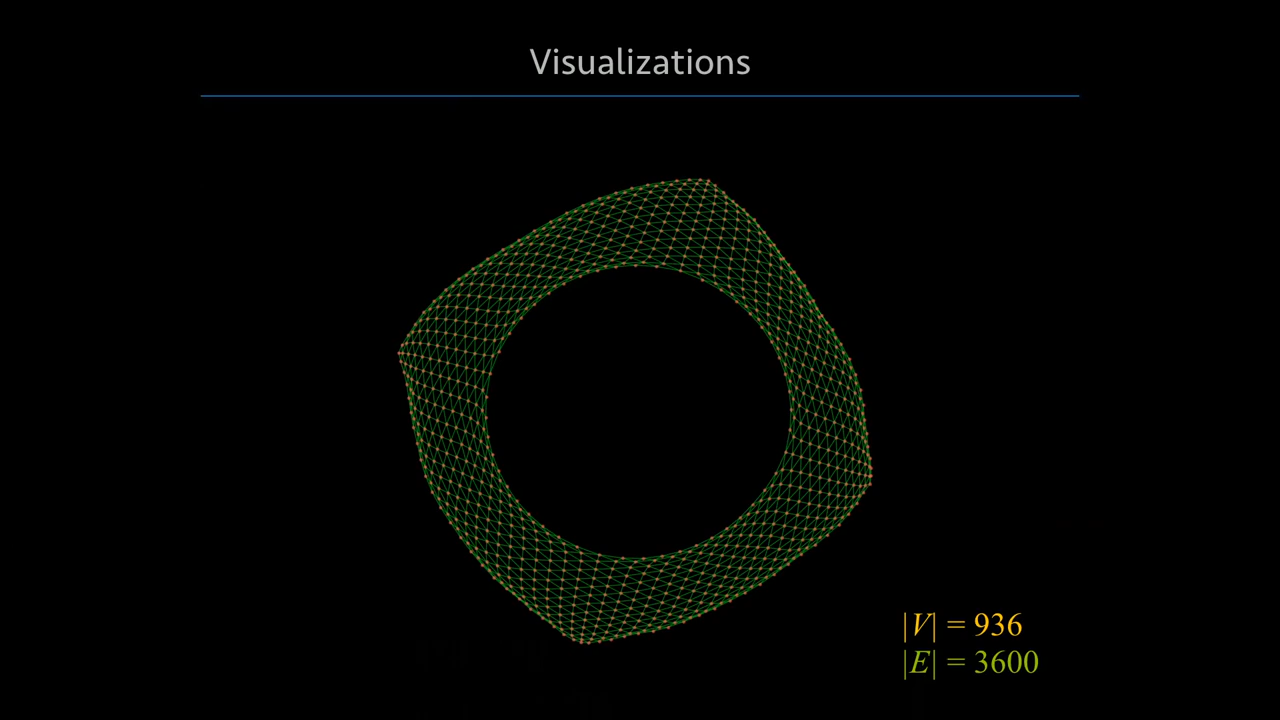 Visualizations
|V| = 936
|E| = 3600